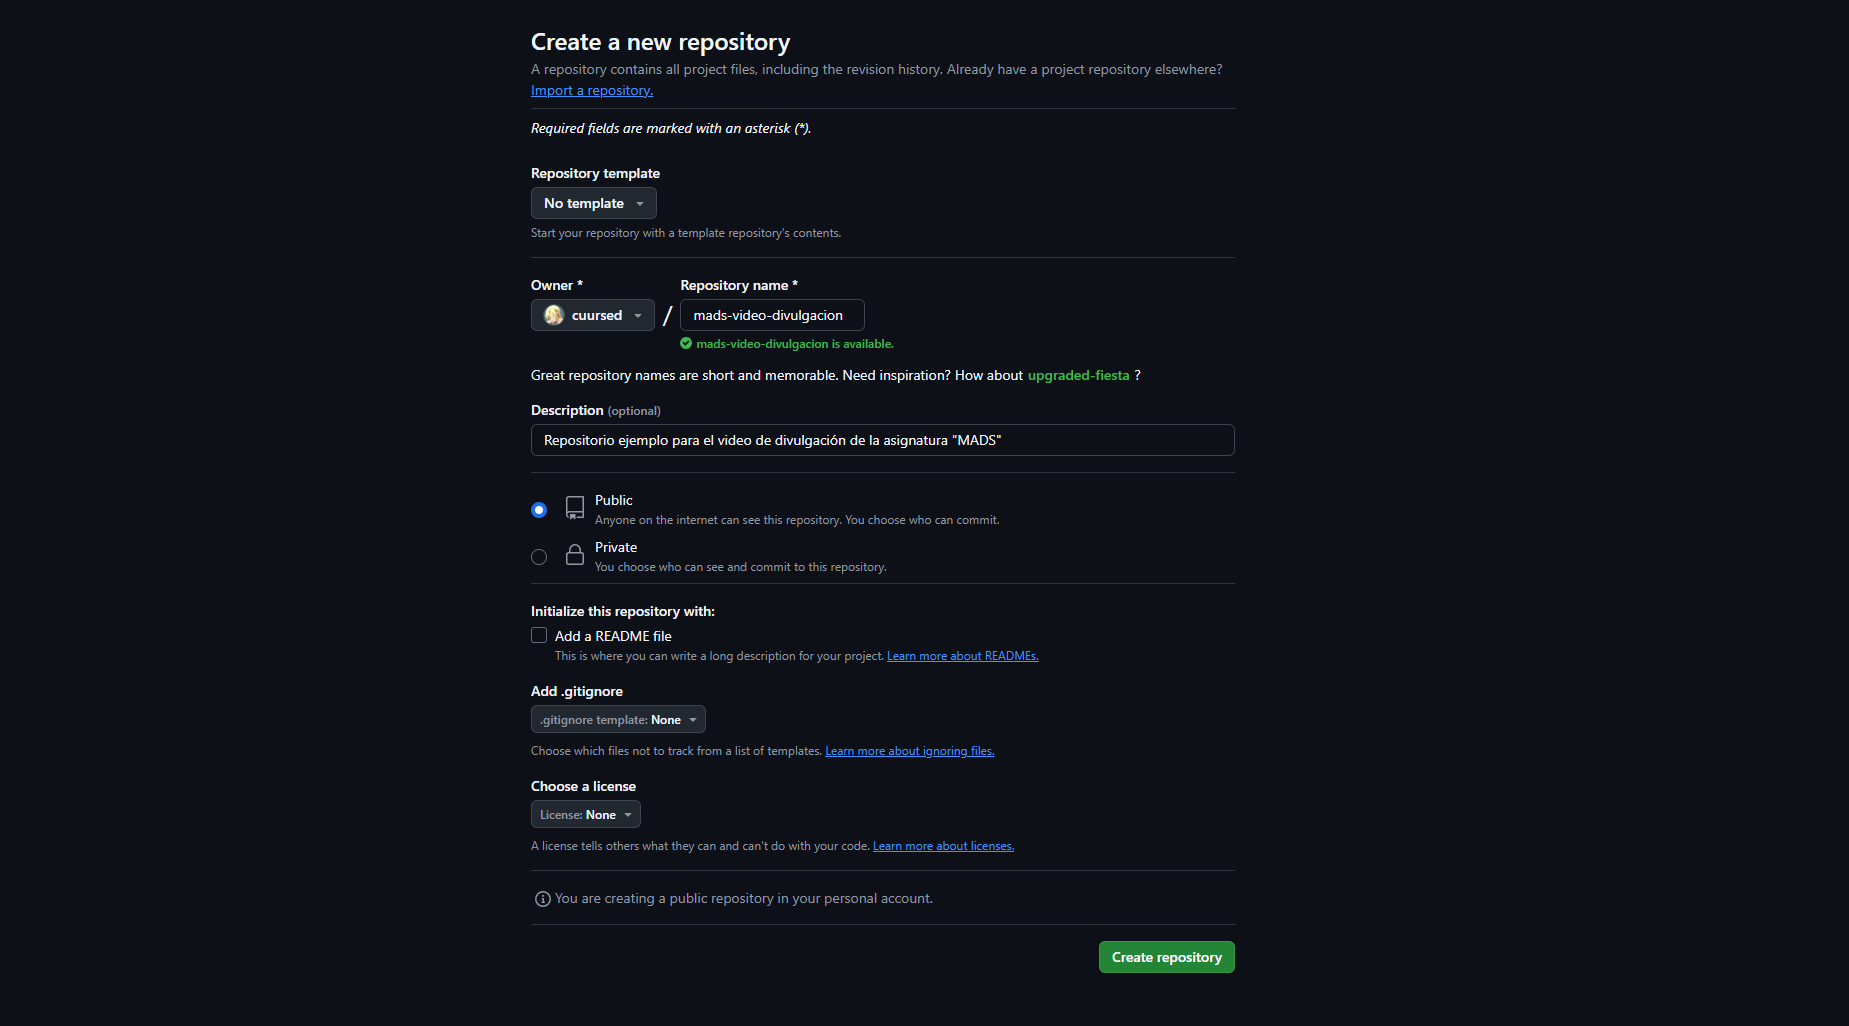 Create a new repository
A repository contains all project files, including the revision history. Already have a project repository elsewhere?
Import a repository.
Required fields are marked with an asterisk (*).
Repository template
No template
Start your repository with a template repository's contents.
Owner * Repository name *
cuursed / mads-video-divulgacion
mads-video-divulgacion is available.
Great repository names are short and memorable. Need inspiration? How about upgraded-fiesta ?
Description (optional)
Repositorio ejemplo para el video de divulgación de la asignatura "MADS"
Public
Anyone on the internet can see this repository. You choose who can commit.
Private
You choose who can see and commit to this repository.
Initialize this repository with:
Add a README file
This is where you can write a long description for your project. Learn more about READMEs.
Add .gitignore
.gitignore template: None
Choose which files not to track from a list of templates. Learn more about ignoring files.
Choose a license
License: None
A license tells others what they can and can't do with your code. Learn more about licenses.
You are creating a public repository in your personal account.
Create repository